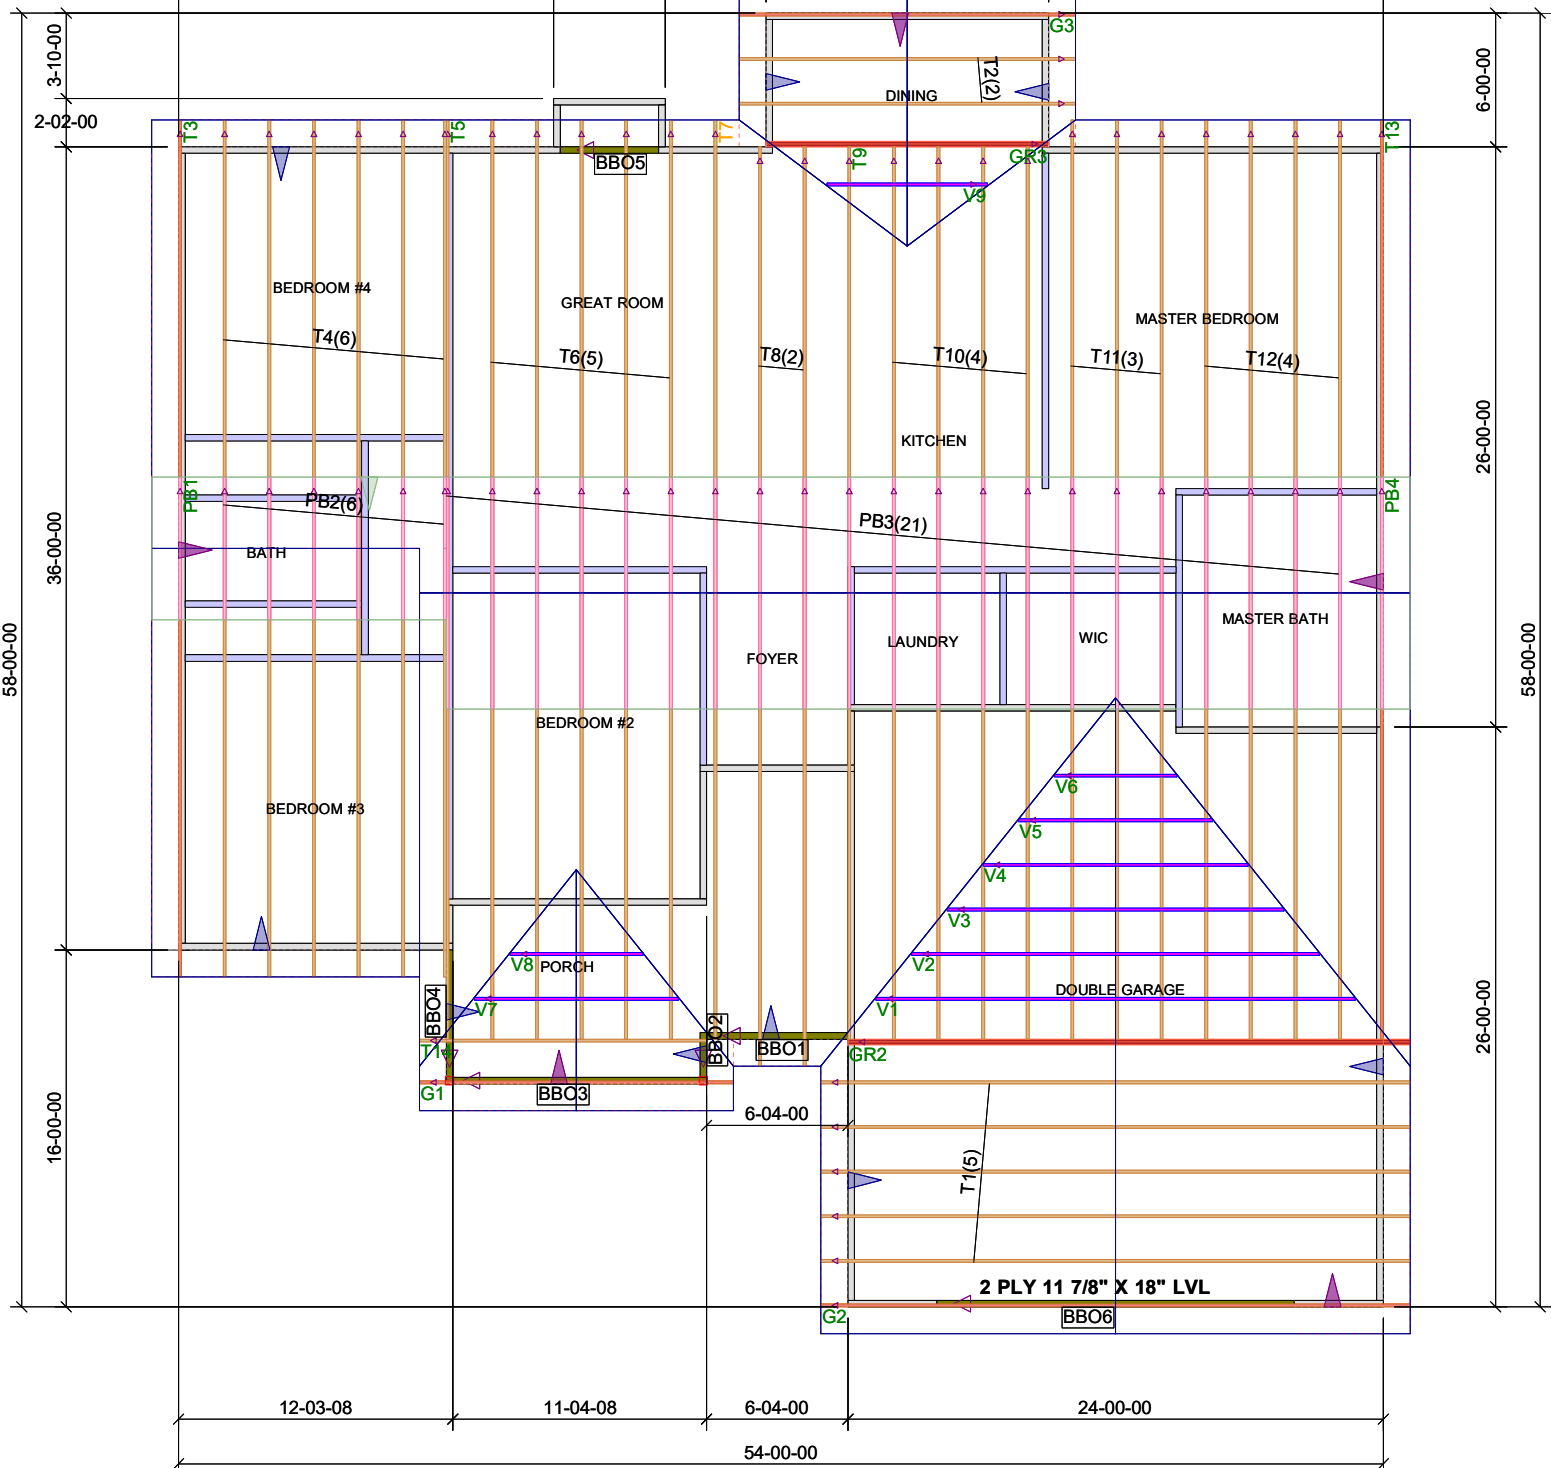 G3
3-10-00
6-00-00
T2(2)
DINING
2-02-00
T3
T5
T7
T9
GR3
T13
BBO5
V9
BEDROOM #4
GREAT ROOM
MASTER BEDROOM
T4(6)
T6(5)
T8(2)
T10(4)
T11(3)
T12(4)
26-00-00
KITCHEN
PB1
PB2(6)
PB3(21)
PB4
36-00-00
BATH
MASTER BATH
LAUNDRY
WIC
FOYER
58-00-00
58-00-00
BEDROOM #2
V6
BEDROOM #3
V5
V4
V3
V8
PORCH
V2
DOUBLE GARAGE
BBO4
V7
V1
26-00-00
BBO2
T14
BBO1
GR2
G1
BBO3
6-04-00
16-00-00
T1(5)
2 PLY 11 7/8" X 18" LVL
G2
BBO6
12-03-08
11-04-08
6-04-00
24-00-00
54-00-00